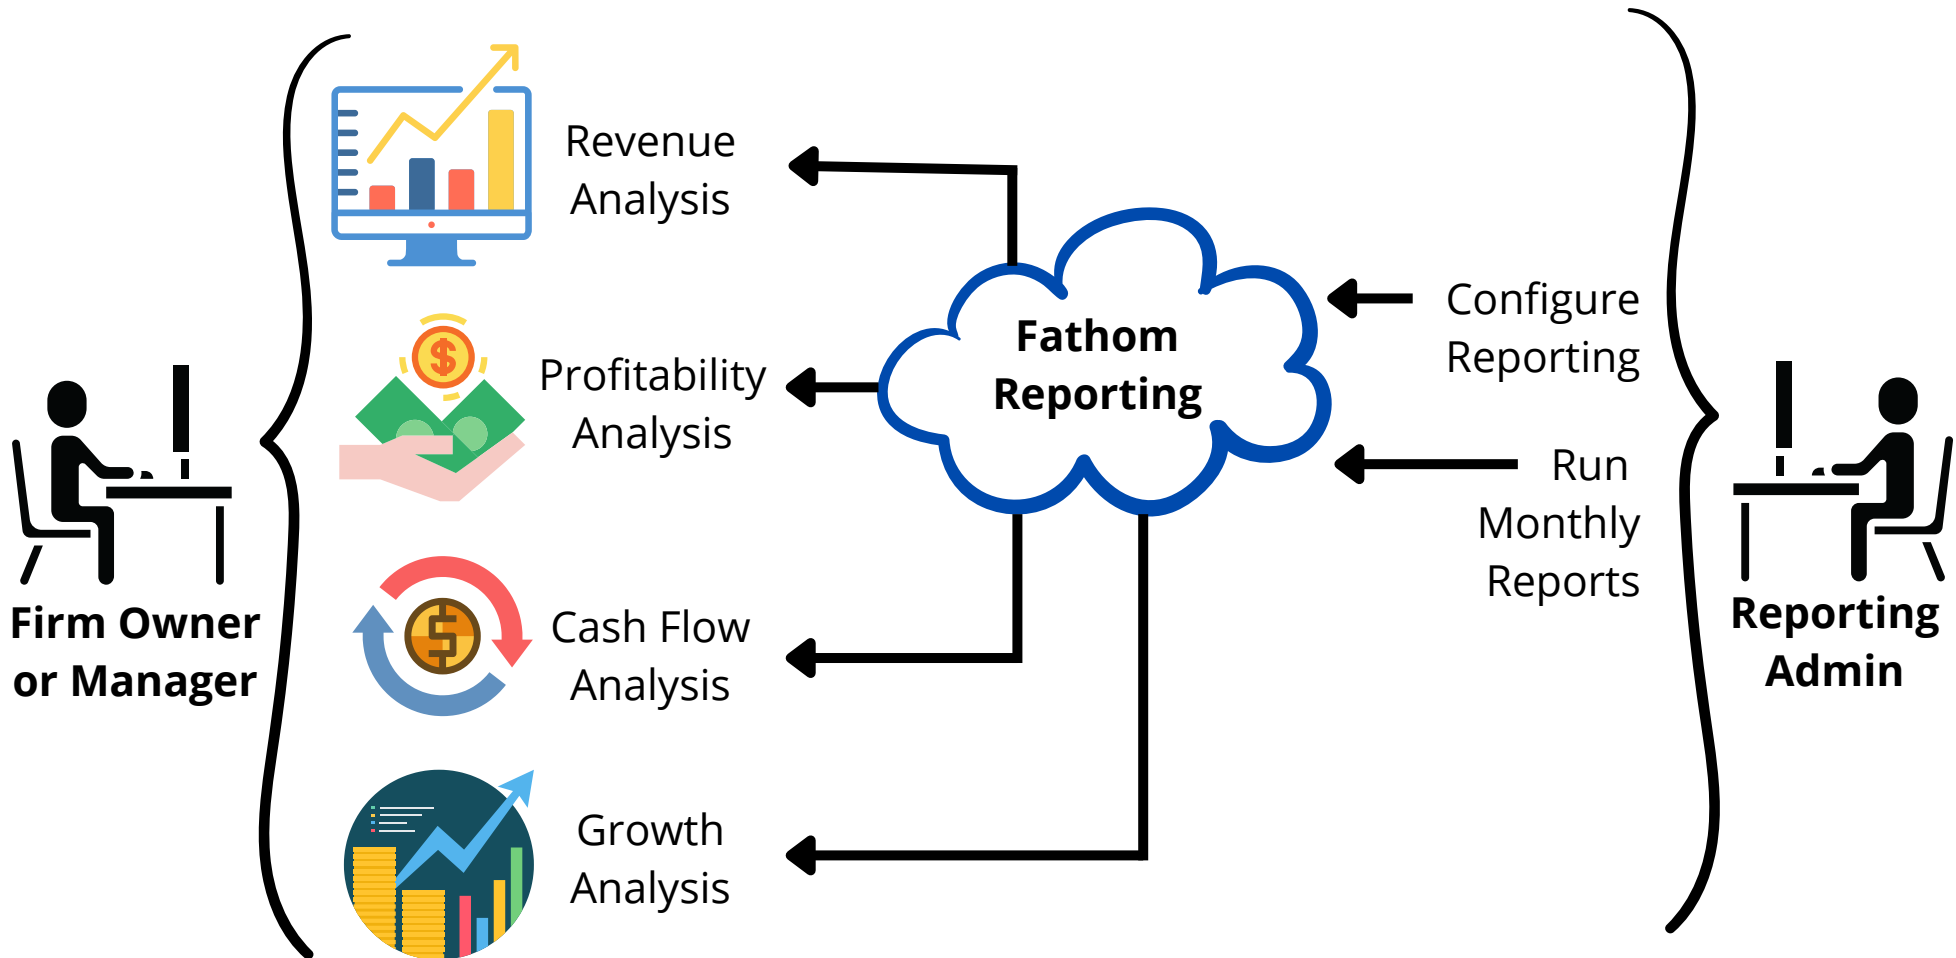 Revenue
Analysis
Profitability
Analysis
Cash Flow
Analysis
Growth
Analysis
Firm Owner
or Manager
Fathom
Reporting
Configure
Reporting
Run
Monthly
Reports
Reporting
Admin